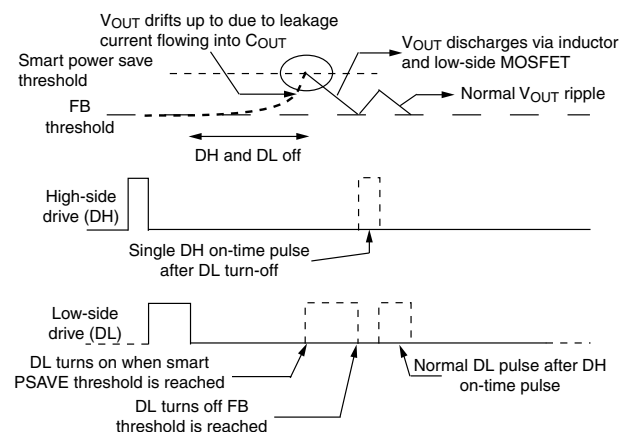 VOUT drifts up to due to leakage
current flowing into COUT
VOUT discharges via inductor
and low-side MOSFET
Smart power save
threshold
Normal VOUT ripple
FB
threshold
DH and DL off
High-side
drive (DH)
Single DH on-time pulse
after DL turn-off
Low-side
drive (DL)
DL turns on when smart
PSAVE threshold is reached
Normal DL pulse after DH
on-time pulse
DL turns off FB
threshold is reached